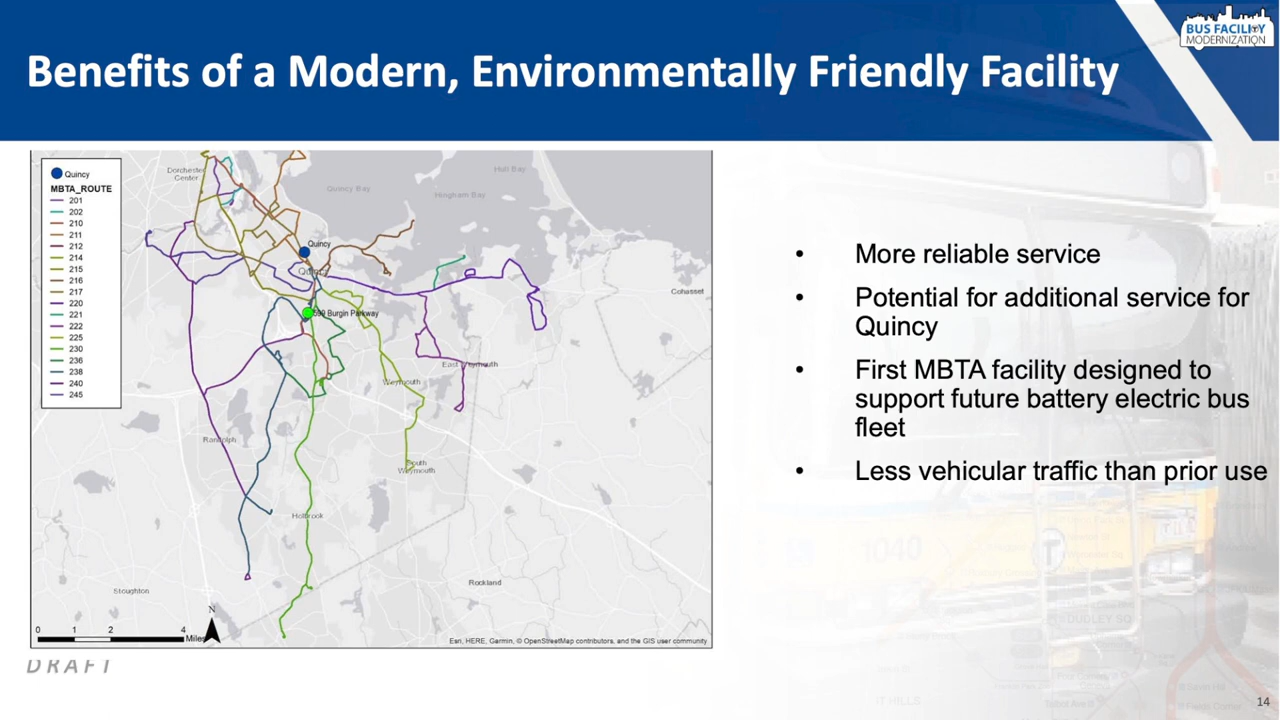 Benefits of a Modern, Environmentally Friendly Facility
BUS FACILITY
MODERNIZATION
Quincy
MBTA_ROUTE
201
202
210
211
212
214
215
216
217
220
221
222
225
230
236
238
240
245
Dorchester
Center
Quincy Bay
Hull Bay
Hingham Bay
Quincy
Quincy
Cohasset
599 Burgin Parkway
East Weymouth
Weymouth
Randolph
South
Weymouth
Holbrook
Stoughton
Rockland
N
0 1 2 4
Miles
Esri, HERE, Garmin, © OpenStreetMap contributors, and the GIS user community
• More reliable service
• Potential for additional service for
Quincy
• First MBTA facility designed to
support future battery electric bus
fleet
• Less vehicular traffic than prior use
1040
T
DUDLEY SQ
DRAFT
14